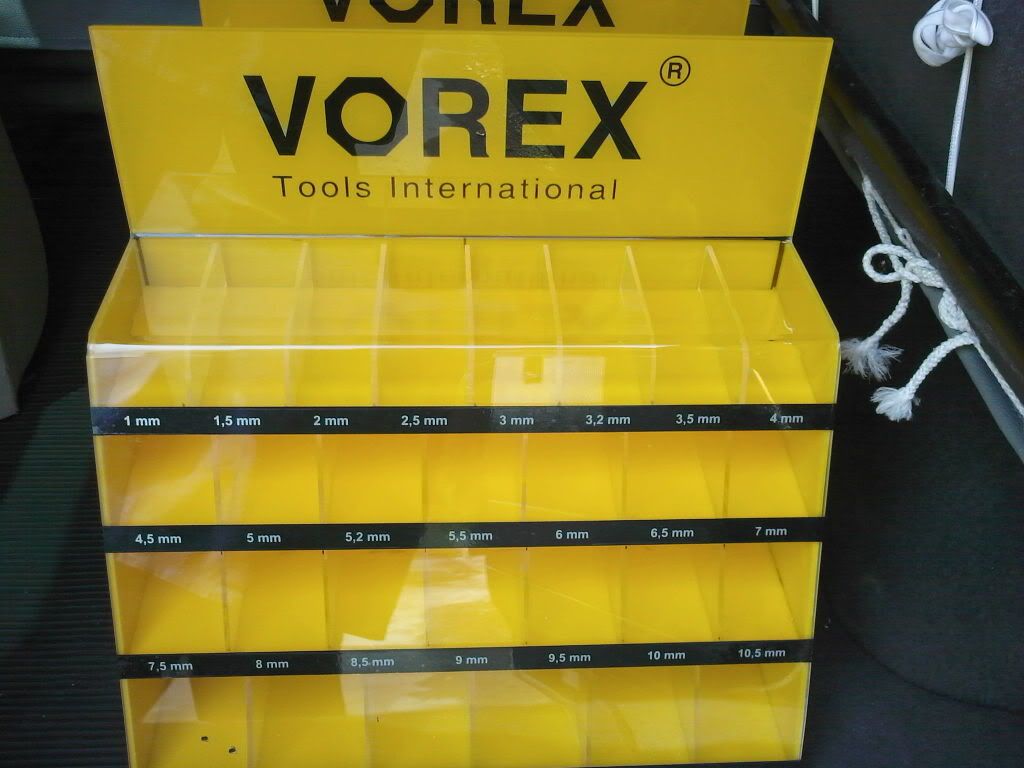 VOREX
VOREX®
Tools International
1 mm 1,5 mm 2 mm 2,5 mm 3 mm 3,2 mm 3,5 mm 4 mm
4,5 mm 5 mm 5,2 mm 5,5 mm 6 mm 6,5 mm 7 mm
7,5 mm 8 mm 8,5 mm 9 mm 9,5 mm 10 mm 10,5 mm